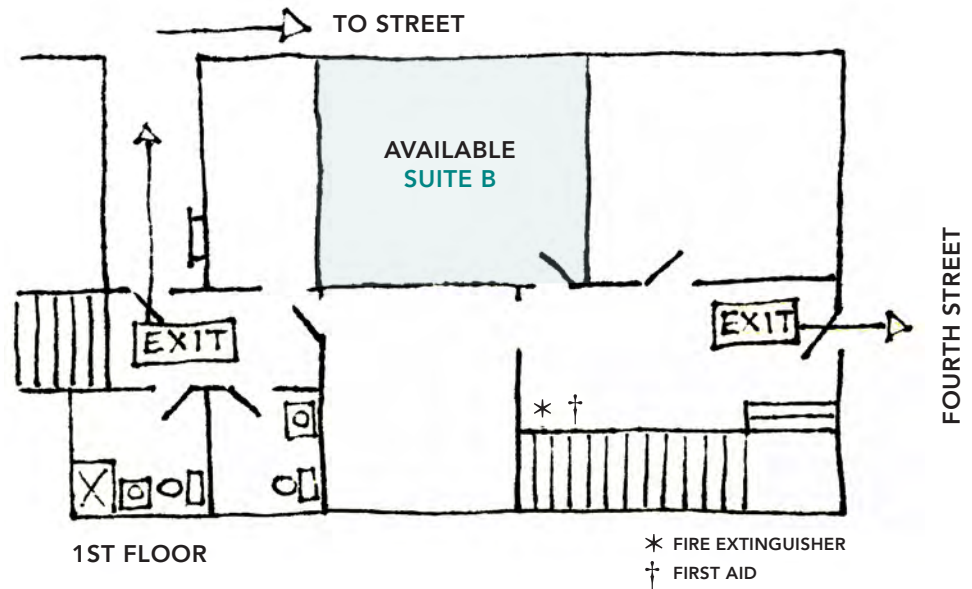 TO STREET
AVAILABLE
SUITE B
EXIT
EXIT
FOURTH STREET
* †
1ST FLOOR
* FIRE EXTINGUISHER
† FIRST AID